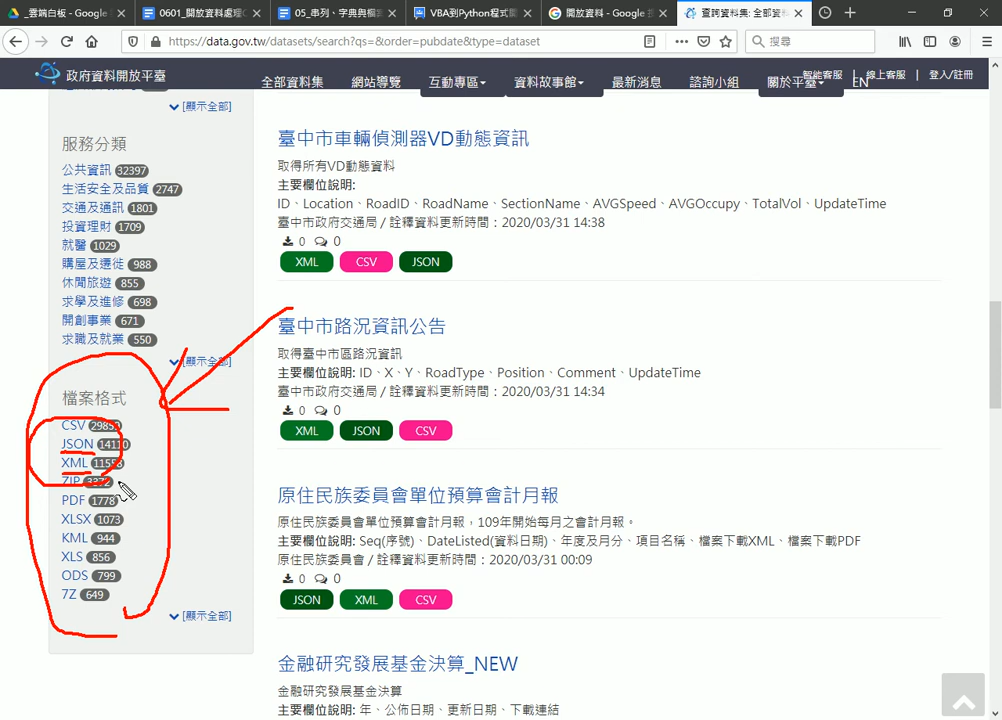 _雲端白板 - Google
0601_開放資料處理
05_串列、字典與檔案
VBA到Python程式開
開放資料 - Google 搜
查詢資料集: 全部資料
https://data.gov.tw/datasets/search?qs=&order=pubdate&type=dataset
搜尋
政府資料開放平臺
全部資料集
網站導覽
互動專區
資料故事館
最新消息
諮詢小組
關於平臺
智能客服
線上客服
登入/註冊
EN
[顯示全部]
服務分類
公共資訊 32397
生活安全及品質 2747
交通及通訊 1801
投資理財 1709
就醫 1029
購屋及遷徙 988
休閒旅遊 855
求學及進修 698
開創事業 671
求職及就業 550
[顯示全部]
檔案格式
CSV
JSON
XML
ZIP 3372
PDF 1778
XLSX 1073
KML 944
XLS 856
ODS 799
7Z 649
[顯示全部]
臺中市車輛偵測器VD動態資訊
取得所有VD動態資料
主要欄位說明:
ID、Location、RoadID、RoadName、SectionName、AVGSpeed、AVGOccupy、TotalVol、UpdateTime
臺中市政府交通局 / 詮釋資料更新時間：2020/03/31 14:38
0 0
XML CSV JSON
臺中市路況資訊公告
取得臺中市區路況資訊
主要欄位說明: ID、X、Y、RoadType、Position、Comment、UpdateTime
臺中市政府交通局 / 詮釋資料更新時間：2020/03/31 14:34
0 0
XML JSON CSV
原住民族委員會單位預算會計月報
原住民族委員會單位預算會計月報，109年開始每月之會計月報。
主要欄位說明: Seq(序號)、DateListed(資料日期)、年度及月分、項目名稱、檔案下載XML、檔案下載PDF
原住民族委員會 / 詮釋資料更新時間：2020/03/31 00:09
0 0
JSON XML CSV
金融研究發展基金決算_NEW
金融研究發展基金決算
主要欄位說明: 年、公佈日期、更新日期、下載連結